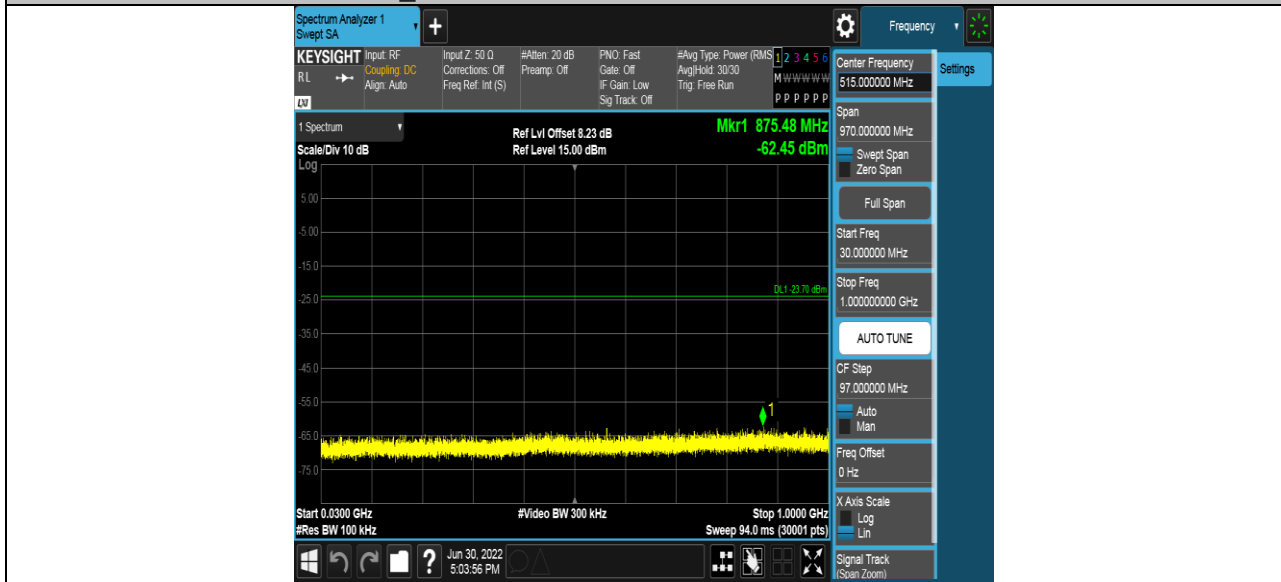 Spectrum Analyzer 1
Swept SA
+
Frequency
KEYSIGHT
RL
LXI
Input: RF
Coupling: DC
Align: Auto
Input Z: 50 Ω
Corrections: Off
Freq Ref: Int (S)
#Atten: 20 dB
Preamp: Off
PNO: Fast
Gate: Off
IF Gain: Low
Sig Track: Off
#Avg Type: Power (RMS
Avg|Hold: 30/30
Trig: Free Run
1 2 3 4 5 6
M W W W W W
P P P P P P
1 Spectrum
Scale/Div 10 dB
Log
Ref Lvl Offset 8.23 dB
Ref Level 15.00 dBm
Mkr1 875.48 MHz
-62.45 dBm
5.00
-5.00
-15.0
-25.0
-35.0
-45.0
-55.0
-65.0
-75.0
DL1 -23.70 dBm
1
Start 0.0300 GHz
#Res BW 100 kHz
#Video BW 300 kHz
Stop 1.0000 GHz
Sweep 94.0 ms (30001 pts)
?
Jun 30, 2022
5:03:56 PM
Center Frequency
515.000000 MHz
Settings
Span
970.000000 MHz
Swept Span
Zero Span
Full Span
Start Freq
30.000000 MHz
Stop Freq
1.000000000 GHz
AUTO TUNE
CF Step
97.000000 MHz
Auto
Man
Freq Offset
0 Hz
X Axis Scale
Log
Lin
Signal Track
(Span Zoom)